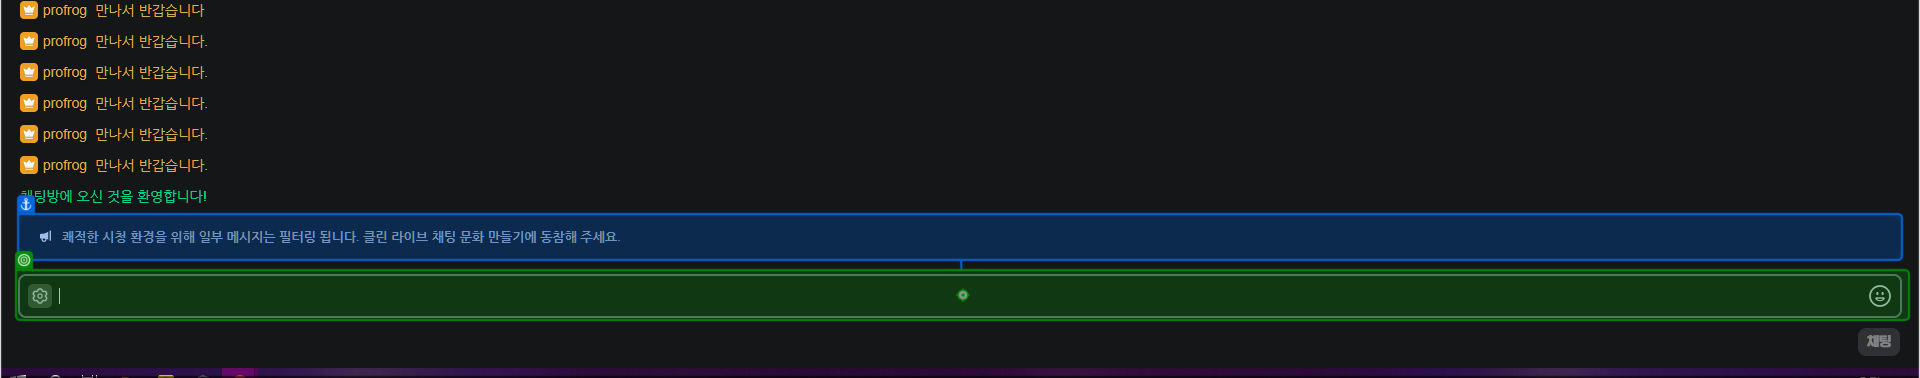 profrog 만나서 반갑습니다
profrog 만나서 반갑습니다.
profrog 만나서 반갑습니다.
profrog 만나서 반갑습니다.
profrog 만나서 반갑습니다.
profrog 만나서 반갑습니다.
채팅방에 오신 것을 환영합니다!
쾌적한 시청 환경을 위해 일부 메시지는 필터링 됩니다. 클린 라이브 채팅 문화 만들기에 동참해 주세요.
채팅